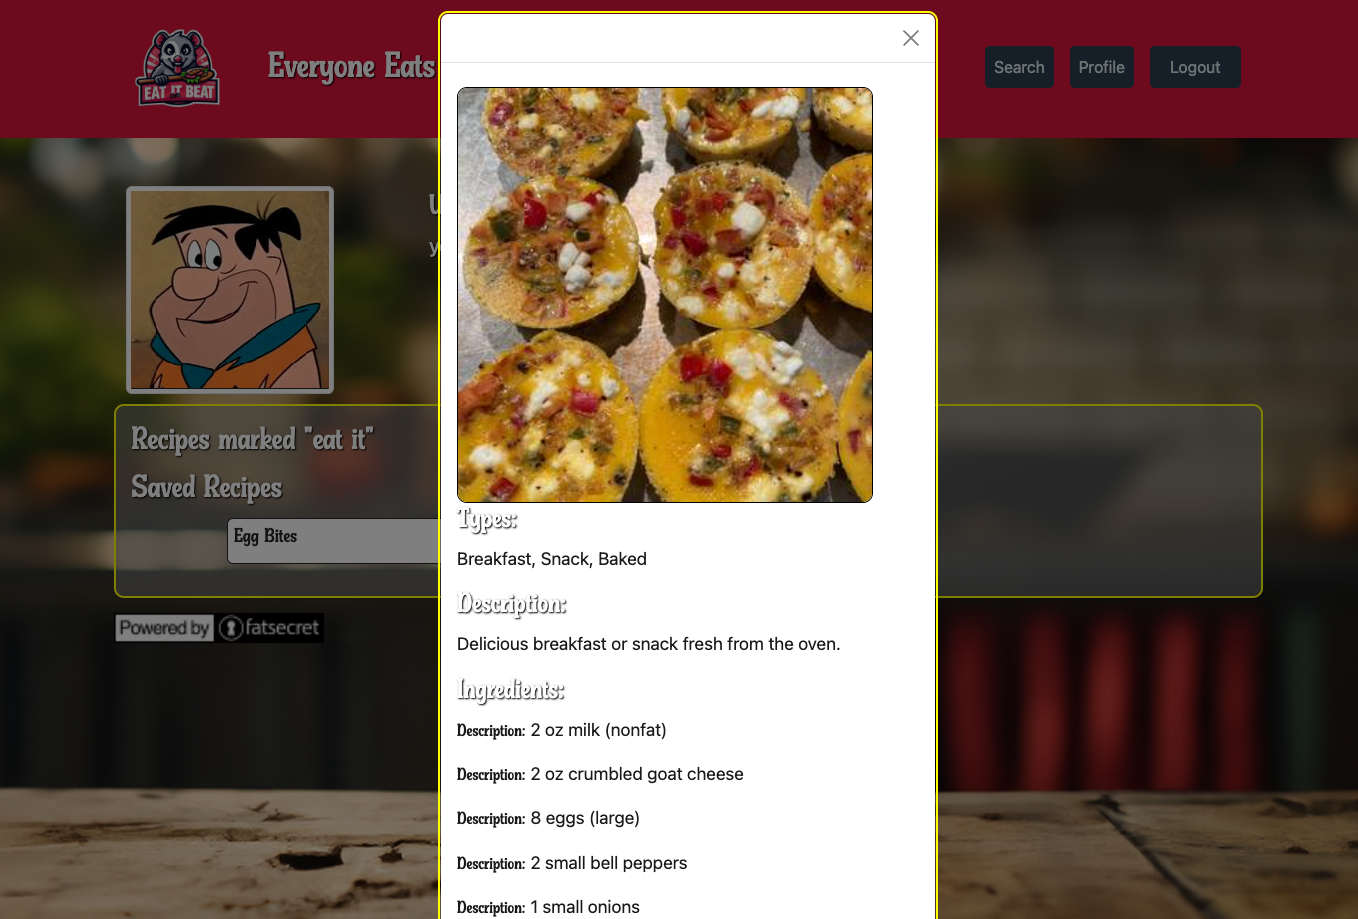 EAT IT
OR BEAT
Everyone Eats
Search
Profile
Logout
Recipes marked "eat it"
Saved Recipes
Egg Bites
Powered by fatsecret
Types:
Breakfast, Snack, Baked
Description:
Delicious breakfast or snack fresh from the oven.
Ingredients:
Description: 2 oz milk (nonfat)
Description: 2 oz crumbled goat cheese
Description: 8 eggs (large)
Description: 2 small bell peppers
Description: 1 small onions